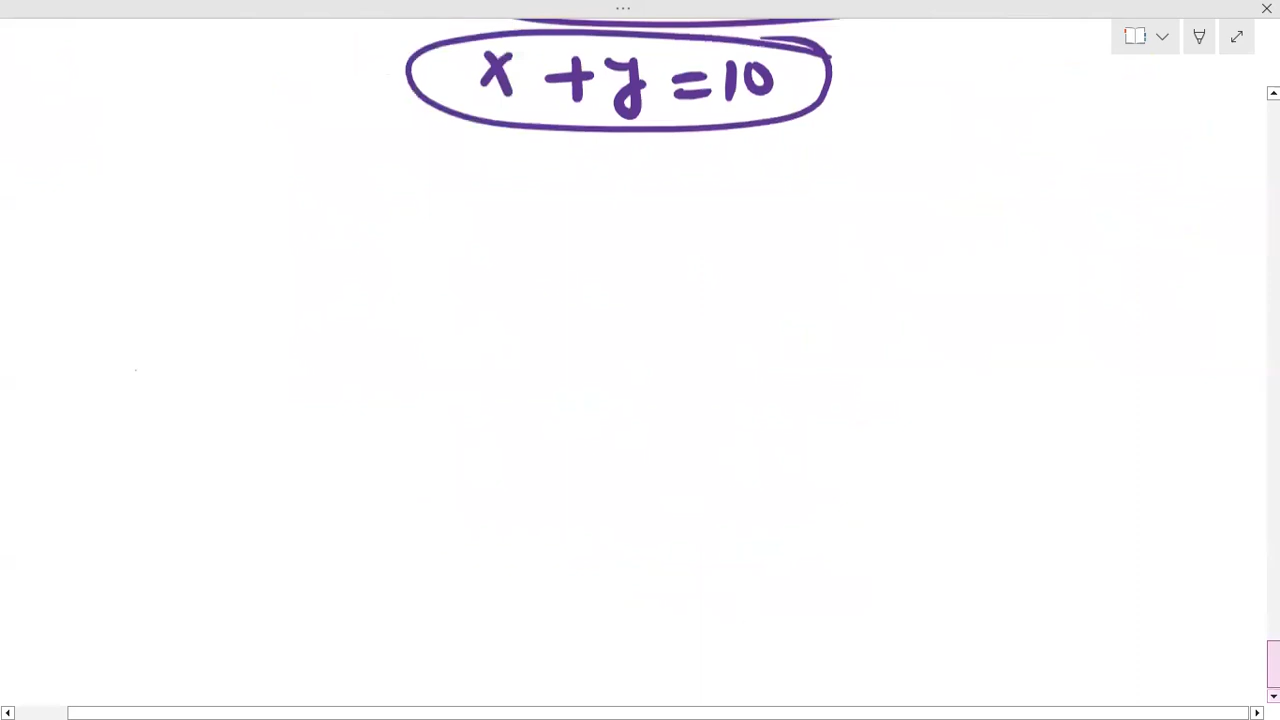 x + y = 10